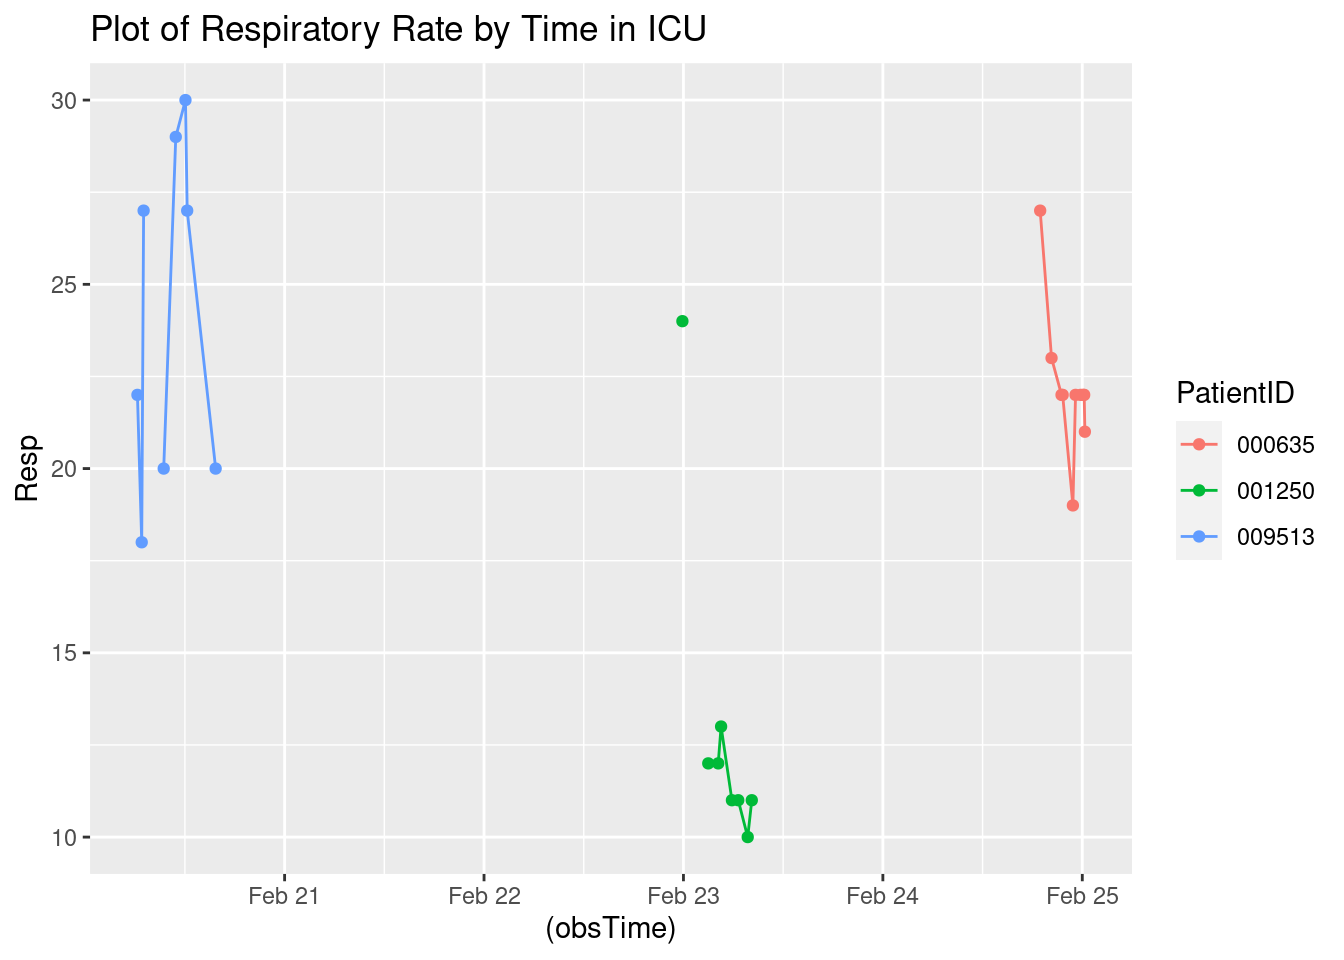 Plot of Respiratory Rate by Time in ICU
30
25
20
15
10
Resp
Feb 21
Feb 22
Feb 23
Feb 24
Feb 25
(obsTime)
PatientID
000635
001250
009513